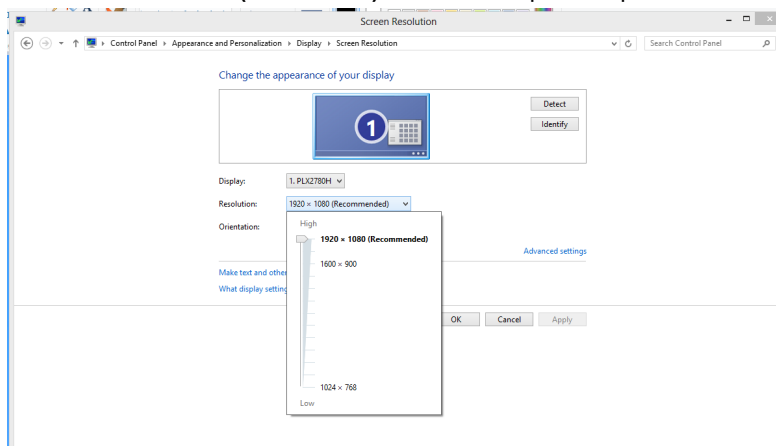 Screen Resolution
Control Panel ▸ Appearance and Personalization ▸ Display ▸ Screen Resolution
Search Control Panel
Change the appearance of your display
1
Detect
Identify
Display:
1. PLX2780H
Resolution:
1920 × 1080 (Recommended)
Orientation:
High
1920 × 1080 (Recommended)
1600 × 900
1024 × 768
Low
Advanced settings
Make text and other
What display setting
OK
Cancel
Apply